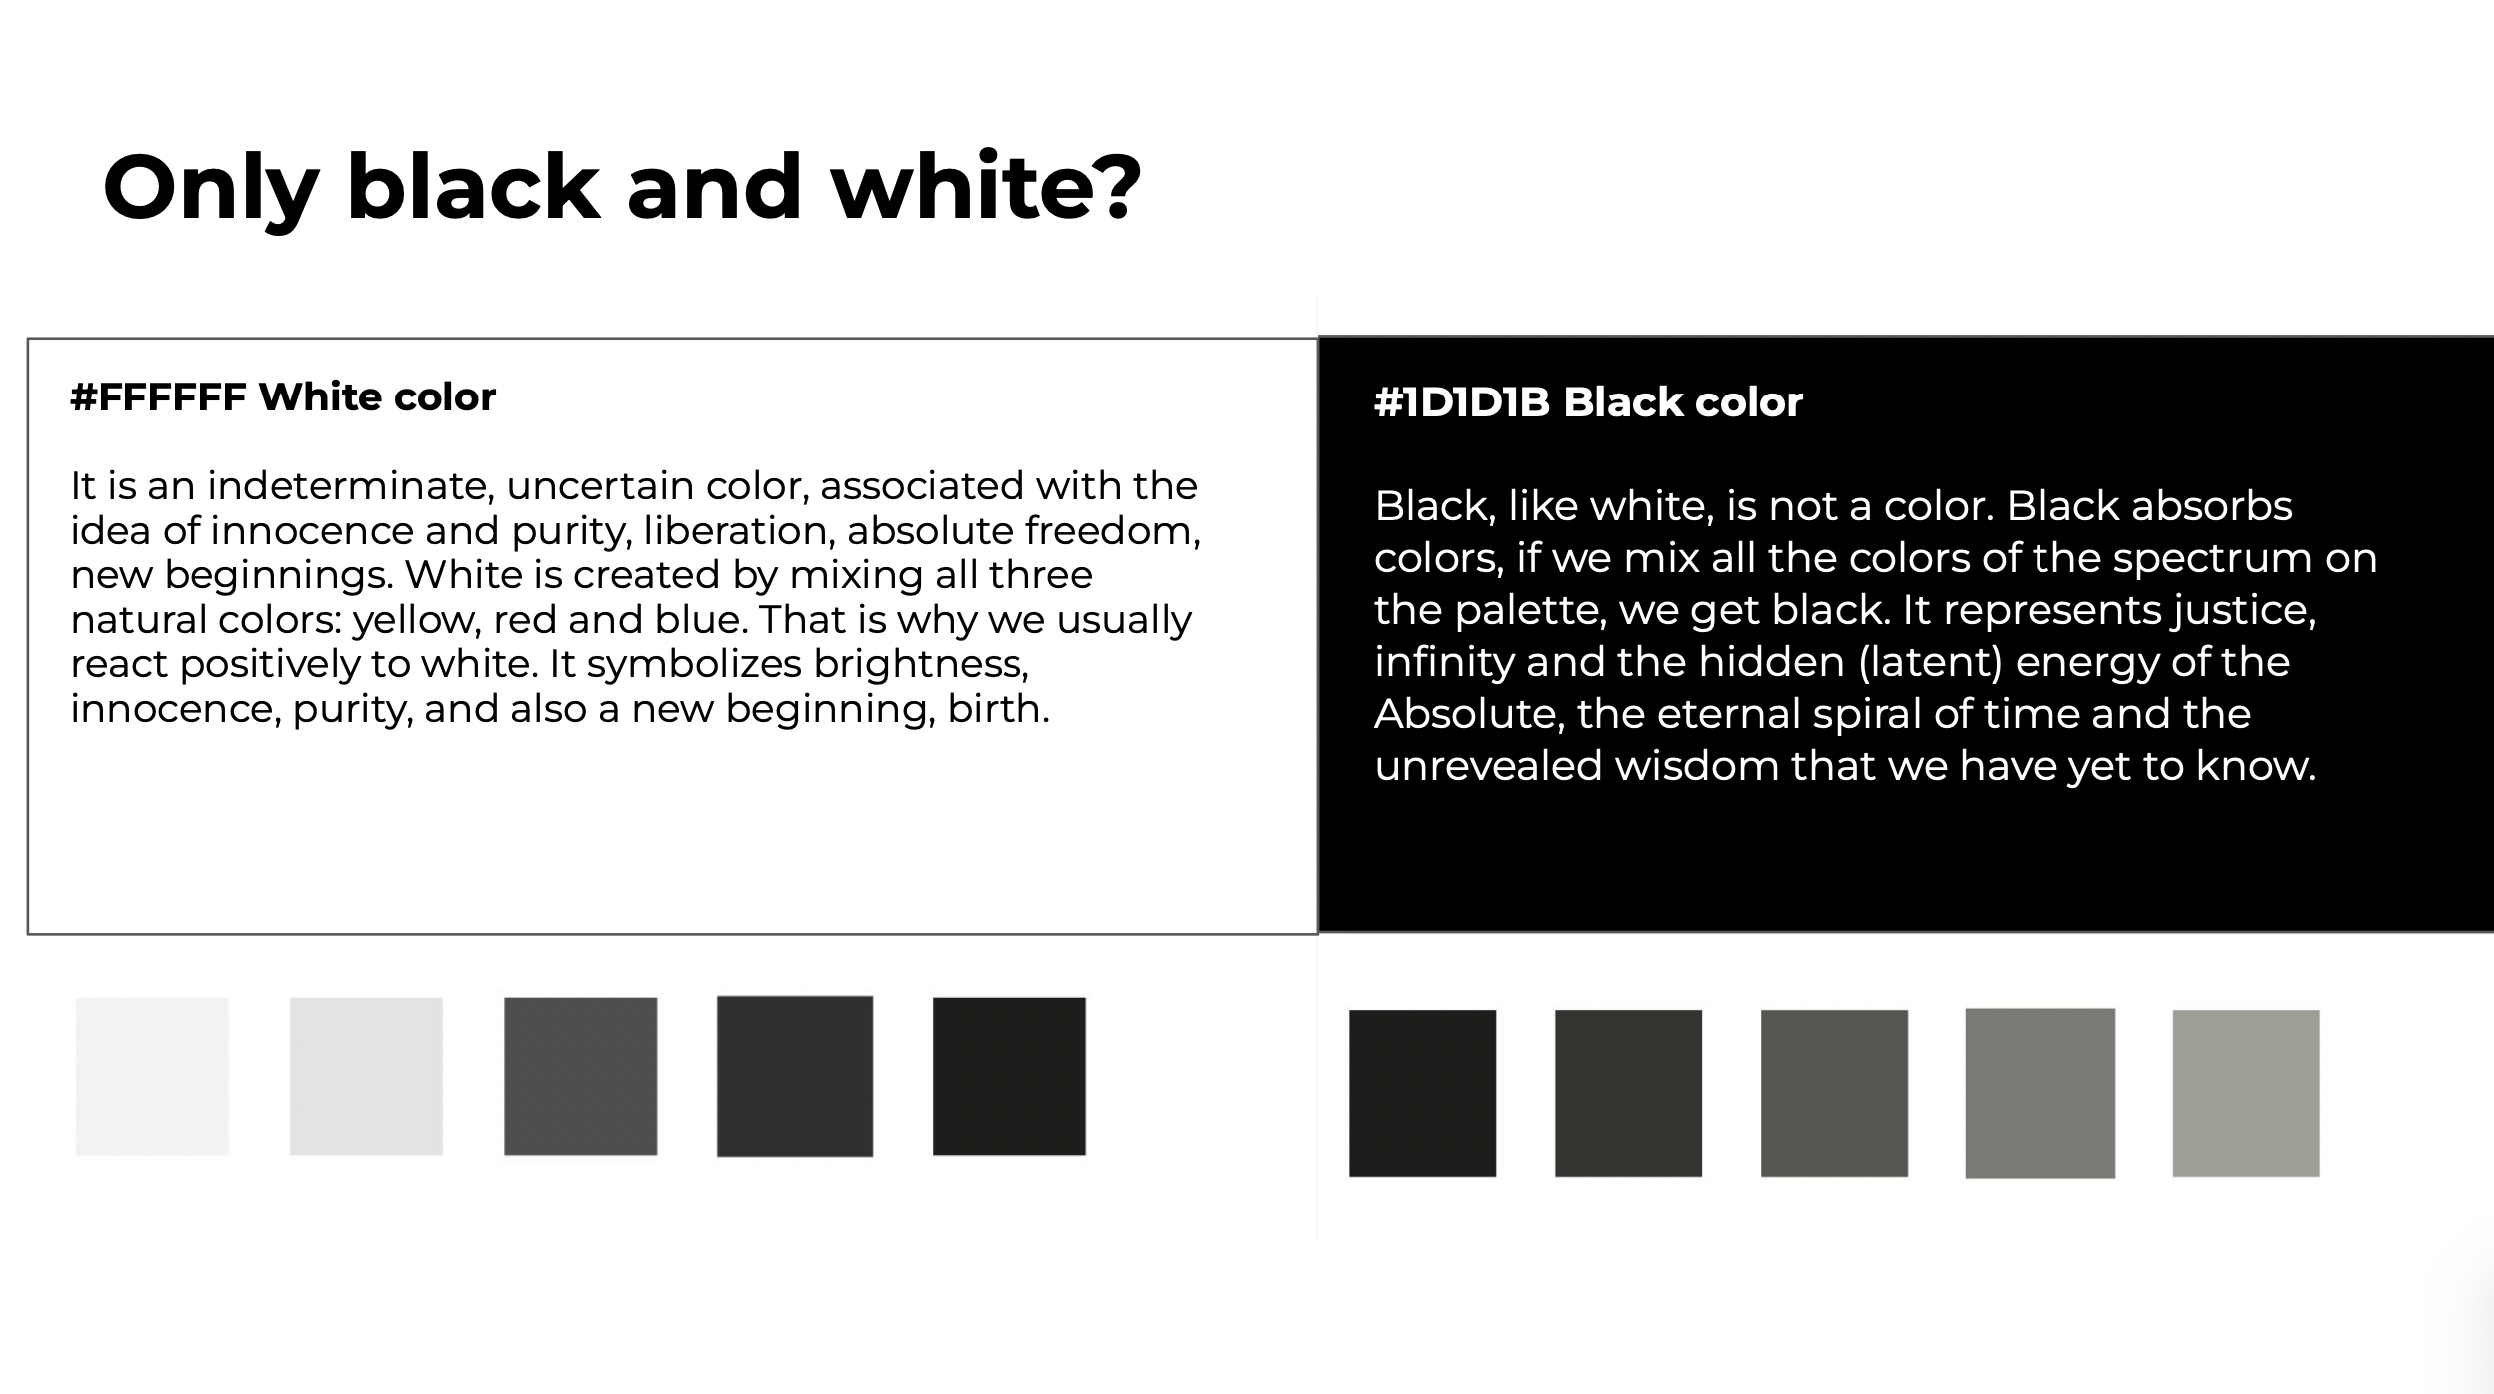 Only black and white?
#FFFFFF White color
It is an indeterminate, uncertain color, associated with the
idea of innocence and purity, liberation, absolute freedom,
new beginnings. White is created by mixing all three
natural colors: yellow, red and blue. That is why we usually
react positively to white. It symbolizes brightness,
innocence, purity, and also a new beginning, birth.
#1D1D1B Black color
Black, like white, is not a color. Black absorbs
colors, if we mix all the colors of the spectrum on
the palette, we get black. It represents justice,
infinity and the hidden (latent) energy of the
Absolute, the eternal spiral of time and the
unrevealed wisdom that we have yet to know.